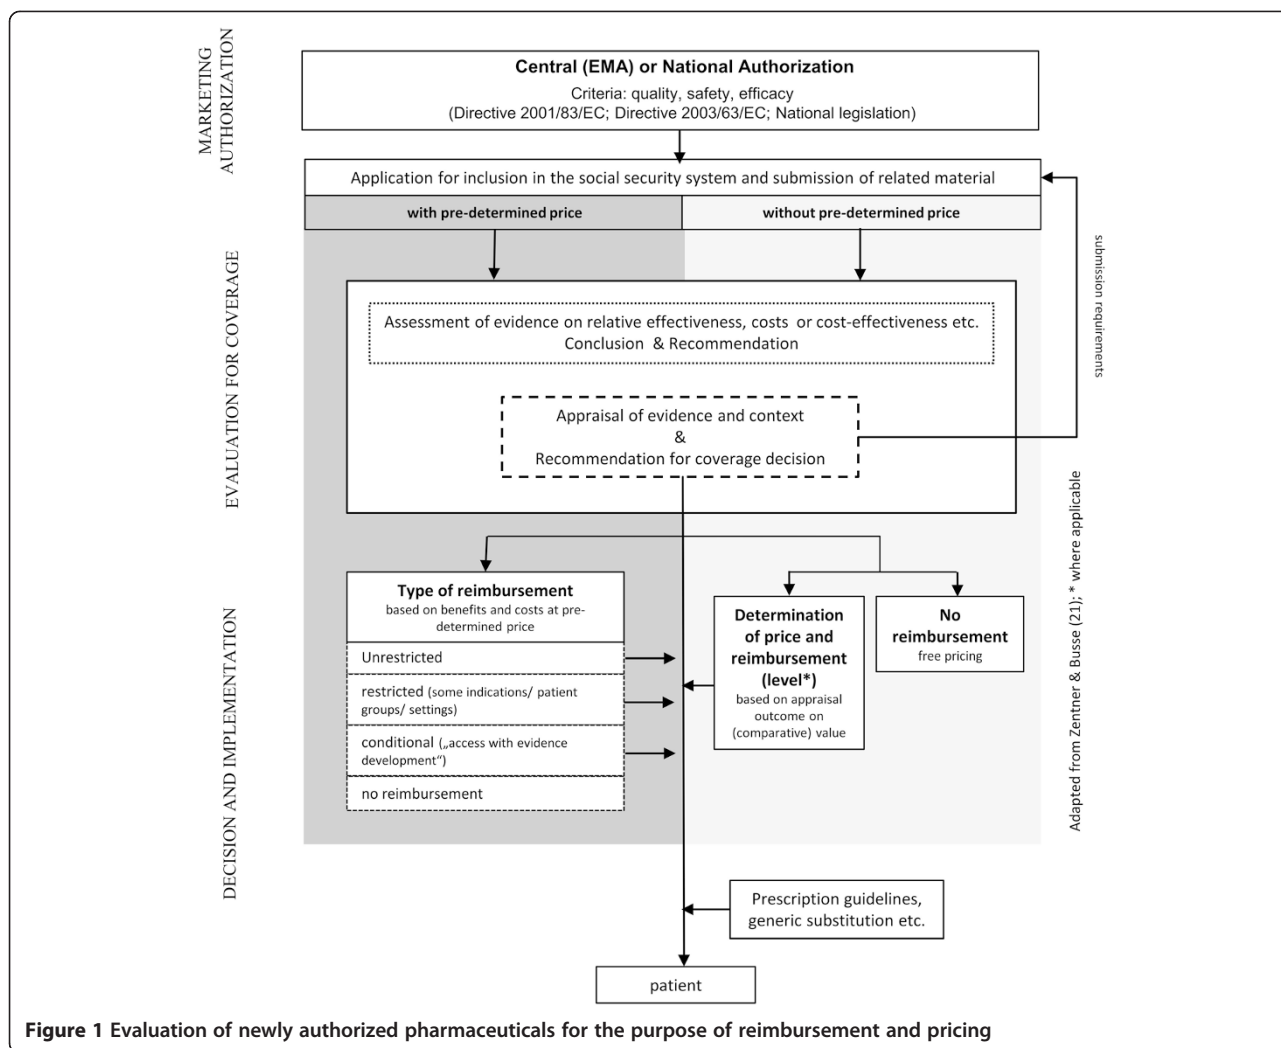 MARKETING
AUTHORIZATION
Central (EMA) or National Authorization
Criteria: quality, safety, efficacy
(Directive 2001/83/EC; Directive 2003/63/EC; National legislation)
Application for inclusion in the social security system and submission of related material
with pre-determined price
without pre-determined price
submission requirements
EVALUATION FOR COVERAGE
Assessment of evidence on relative effectiveness, costs or cost-effectiveness etc.
Conclusion & Recommendation
Appraisal of evidence and context
&
Recommendation for coverage decision
DECISION AND IMPLEMENTATION
Type of reimbursement
based on benefits and costs at pre-
determined price
Unrestricted
restricted (some indications/ patient
groups/ settings)
conditional („access with evidence
development“)
no reimbursement
Determination
of price and
reimbursement
(level*)
based on appraisal
outcome on
(comparative) value
No
reimbursement
free pricing
Adapted from Zentner & Busse (21); * where applicable
Prescription guidelines,
generic substitution etc.
patient
Figure 1 Evaluation of newly authorized pharmaceuticals for the purpose of reimbursement and pricing